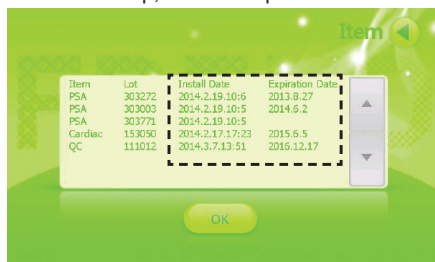 Item
Item Lot Install Date Expiration Date
PSA 303272 2014.2.19.10:6 2013.8.27
PSA 303003 2014.2.19.10:5 2014.6.2
PSA 303771 2014.2.19.10:5
Cardiac 153050 2014.2.17.17:23 2015.6.5
QC 111012 2014.3.7.13:51 2016.12.17
OK